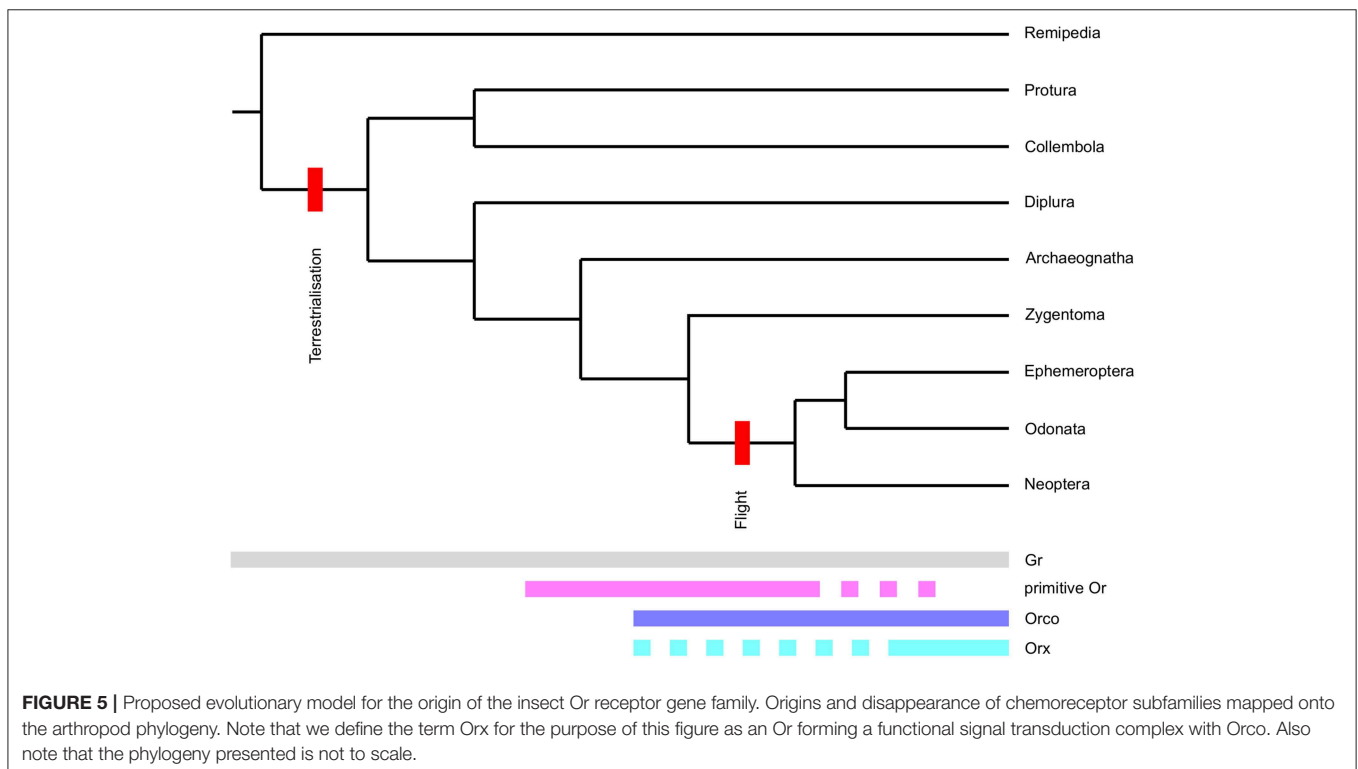 Remipedia
Protura
Collembola
Diplura
Archaeognatha
Zygentoma
Ephemeroptera
Odonata
Neoptera
Terrestrialisation
Flight
Gr
primitive Or
Orco
Orx
FIGURE 5 | Proposed evolutionary model for the origin of the insect Or receptor gene family. Origins and disappearance of chemoreceptor subfamilies mapped onto
the arthropod phylogeny. Note that we define the term Orx for the purpose of this figure as an Or forming a functional signal transduction complex with Orco. Also
note that the phylogeny presented is not to scale.